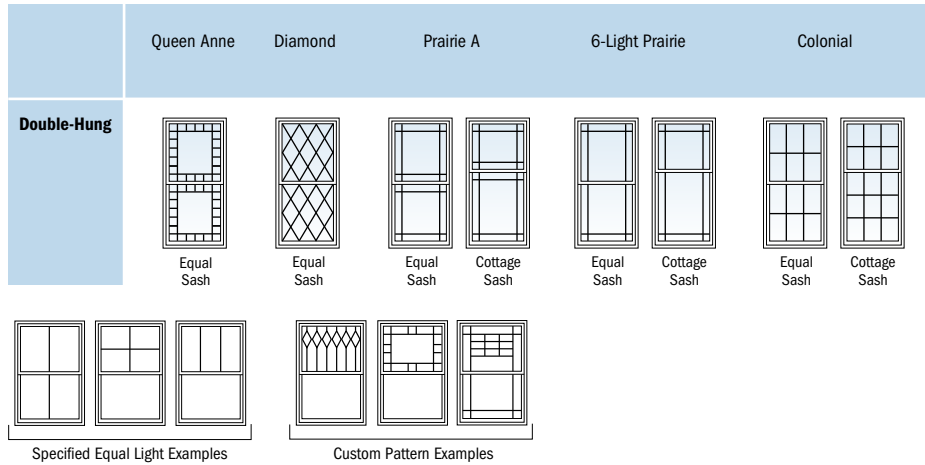 Queen Anne Diamond Prairie A 6-Light Prairie Colonial
Double-Hung
Equal Sash
Equal Sash
Equal Sash
Cottage Sash
Equal Sash
Cottage Sash
Equal Sash
Cottage Sash
Specified Equal Light Examples
Custom Pattern Examples